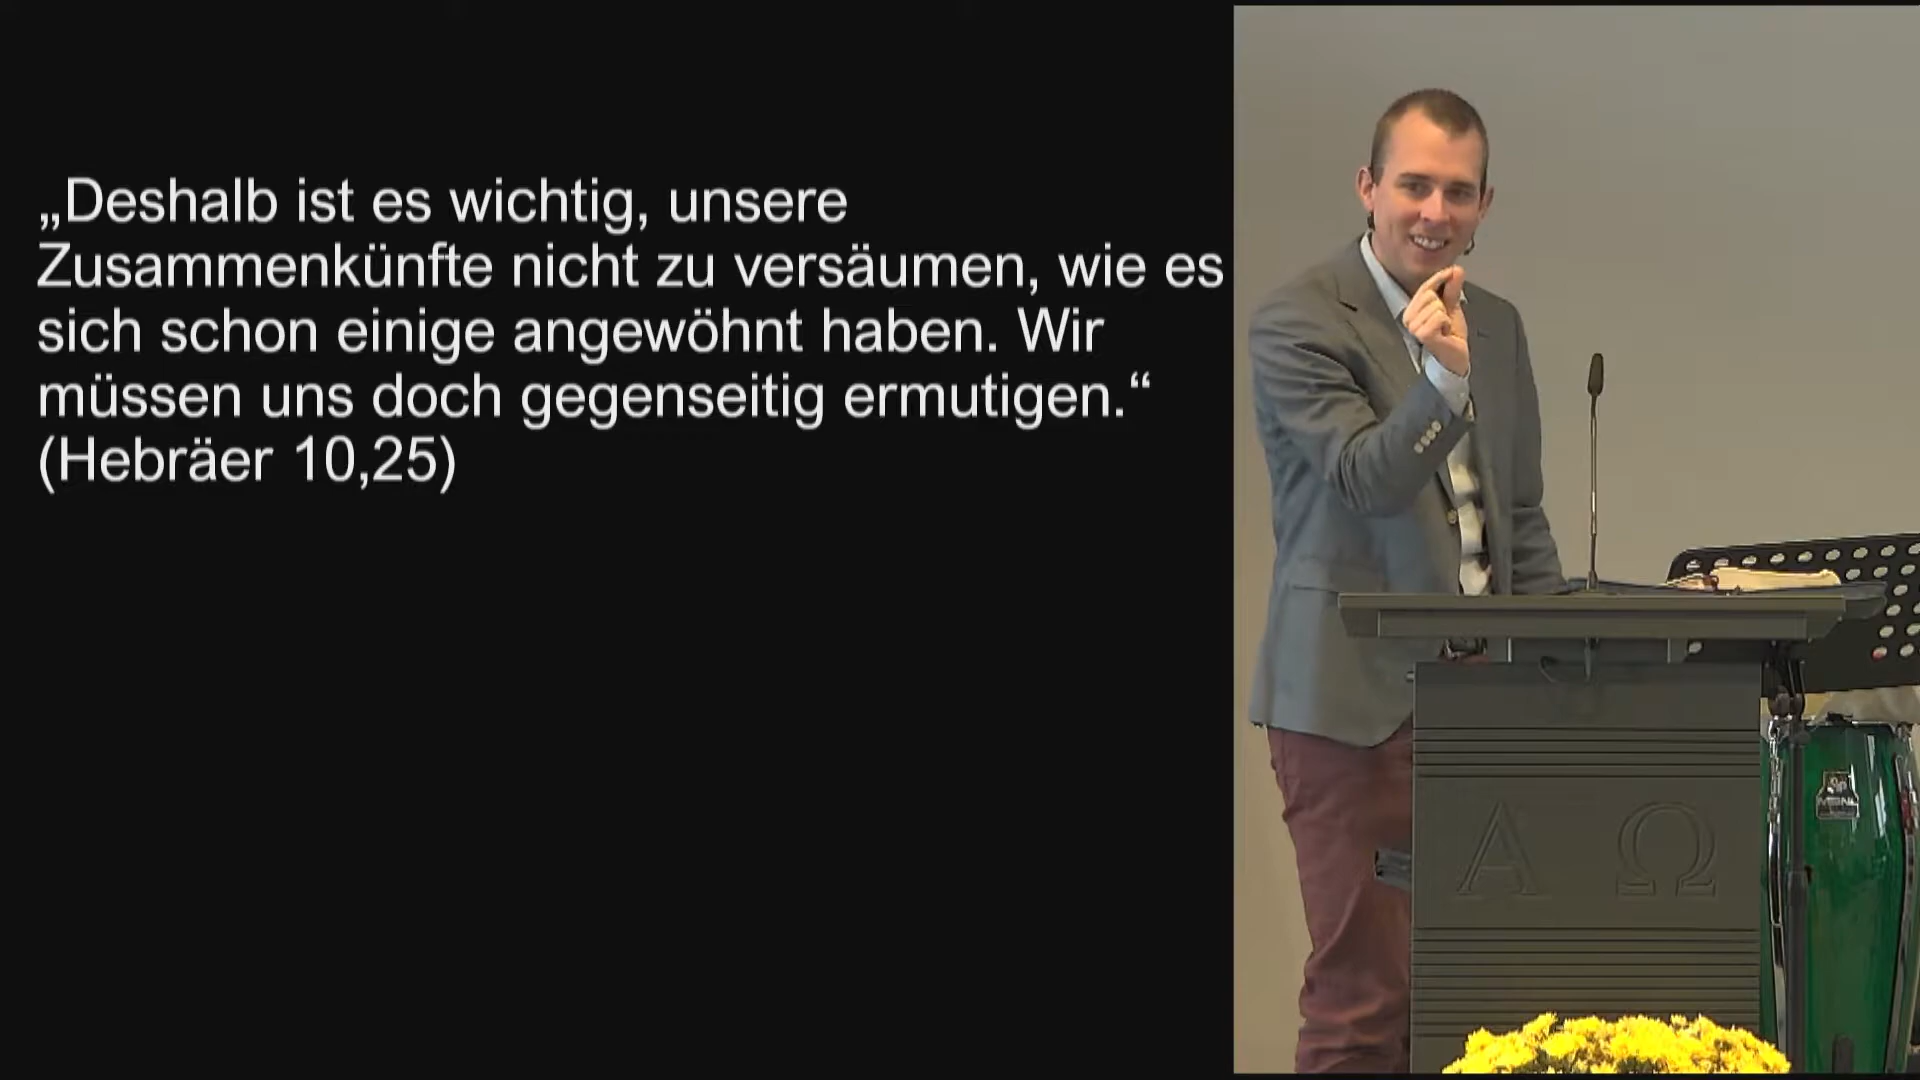 „Deshalb ist es wichtig, unsere
Zusammenkünfte nicht zu versäumen, wie es
sich schon einige angewöhnt haben. Wir
müssen uns doch gegenseitig ermutigen.“
(Hebräer 10,25)
Α Ω
MEINL